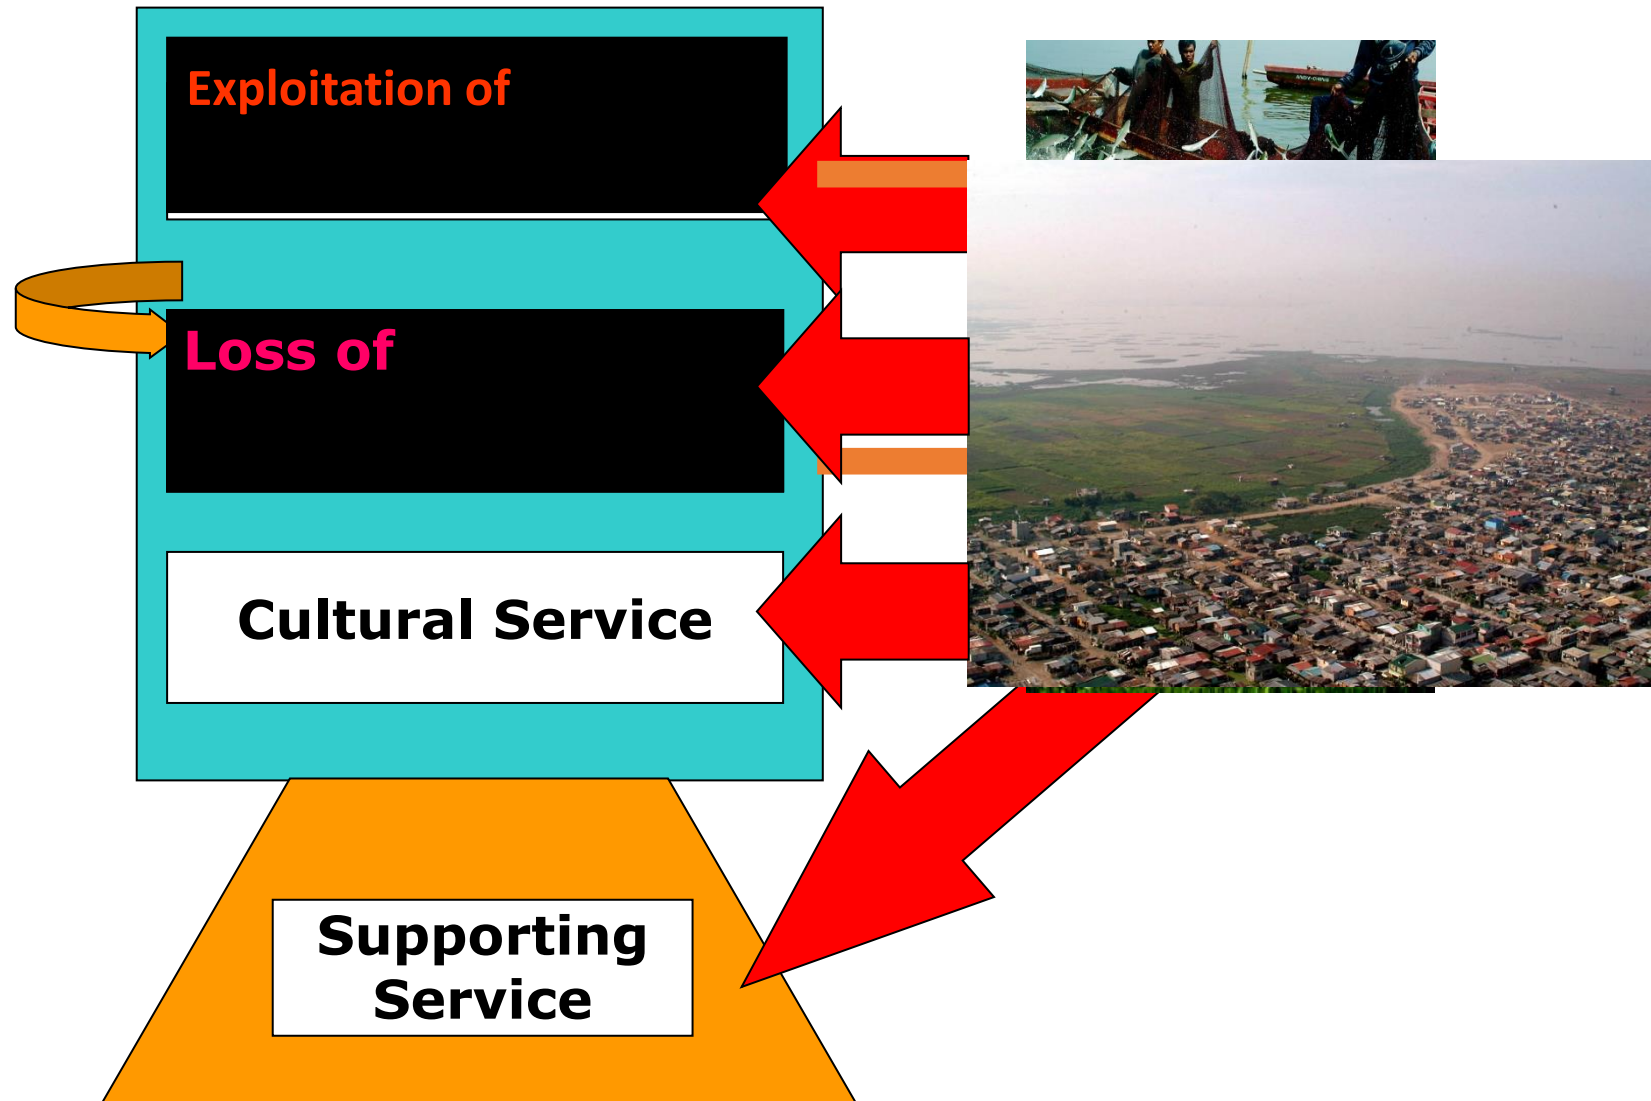 Exploitation of
Loss of
Cultural Service
Supporting
Service